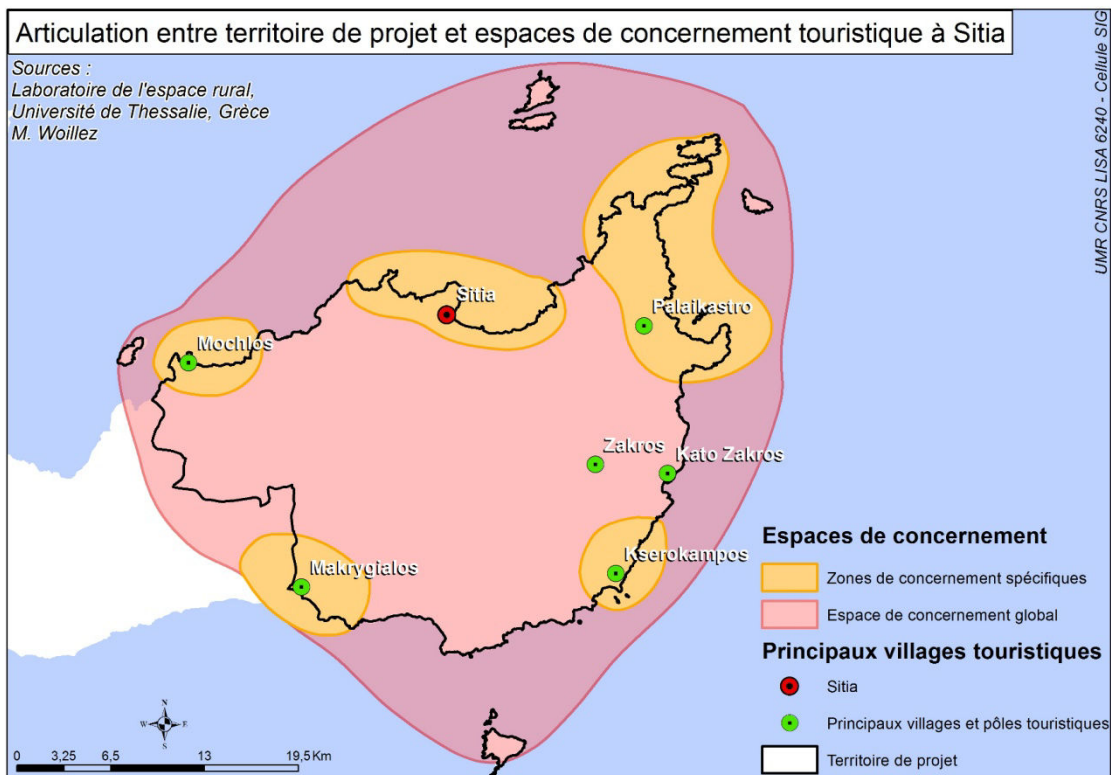 Articulation entre territoire de projet et espaces de concernement touristique à Sitia
Sources :
Laboratoire de l'espace rural,
Université de Thessalie, Grèce
M. Woillez
UMR CNRS LISA 6240 - Cellule SIG
Sitia
Palaikastro
Mochlos
Zakros
Kato Zakros
Kserokampos
Makrygialos
Espaces de concernement
Zones de concernement spécifiques
Espace de concernement global
Principaux villages touristiques
Sitia
Principaux villages et pôles touristiques
Territoire de projet
N
W E
S
0 3,25 6,5 13 19,5 Km